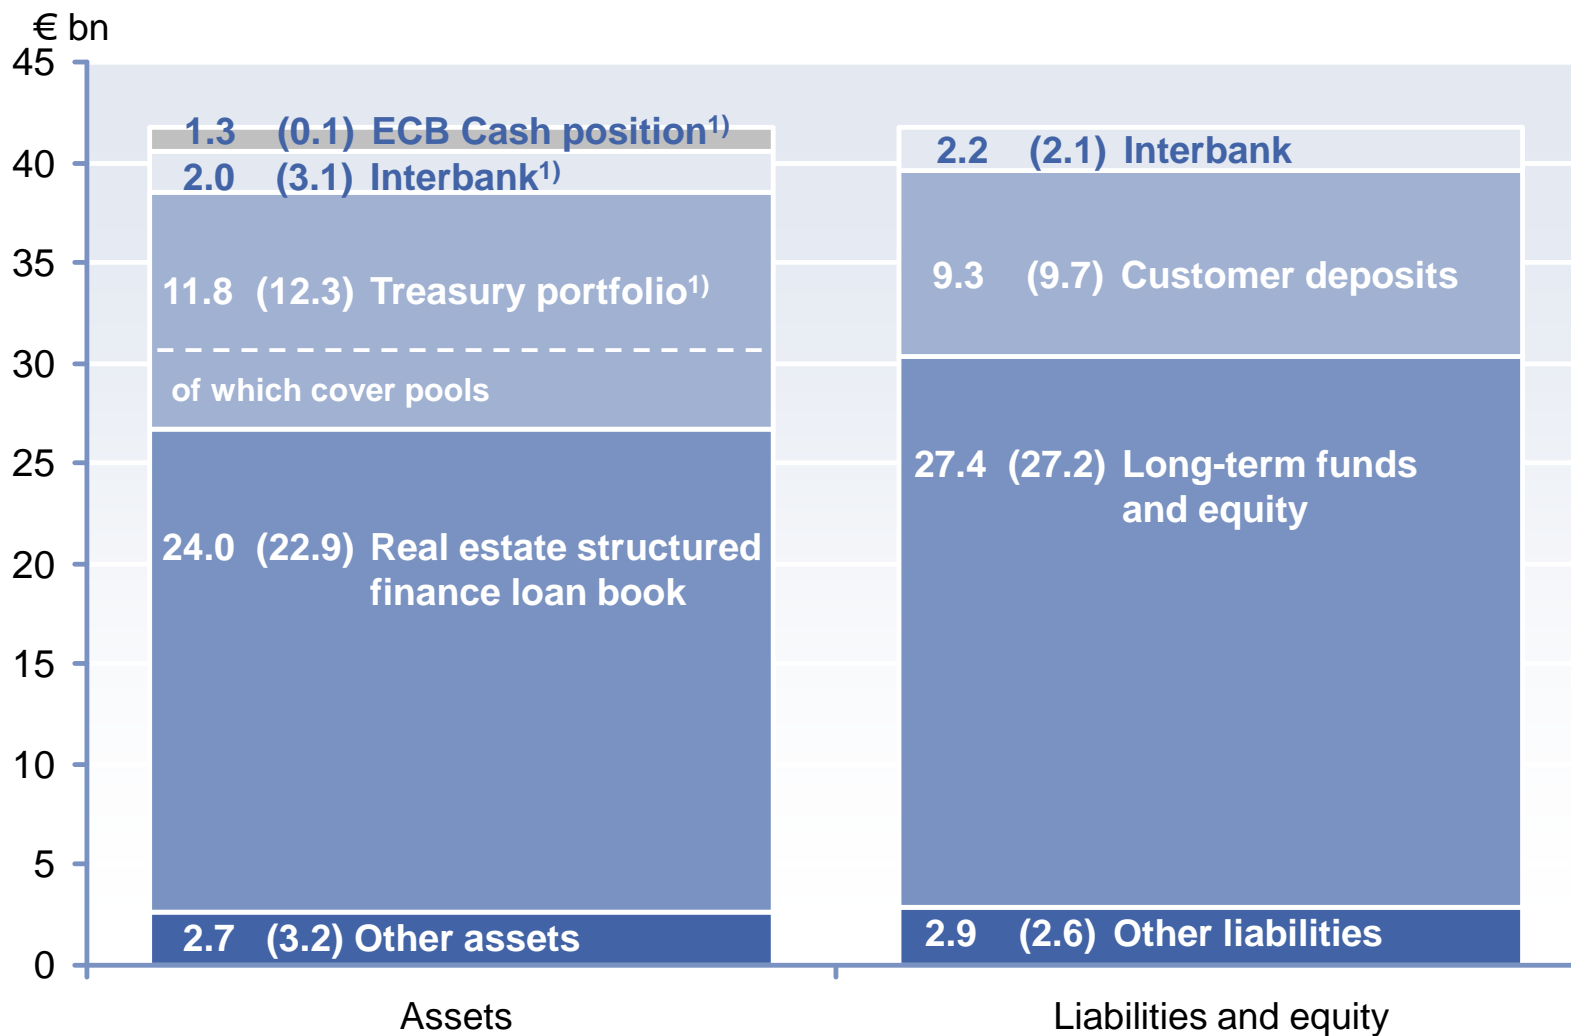 € bn
45
40
35
30
25
20
15
10
5
0
1.3 (0.1) ECB Cash position1)
2.0 (3.1) Interbank1)
11.8 (12.3) Treasury portfolio1)
of which cover pools
24.0 (22.9) Real estate structured
finance loan book
2.7 (3.2) Other assets
2.2 (2.1) Interbank
9.3 (9.7) Customer deposits
27.4 (27.2) Long-term funds
and equity
2.9 (2.6) Other liabilities
Assets
Liabilities and equity